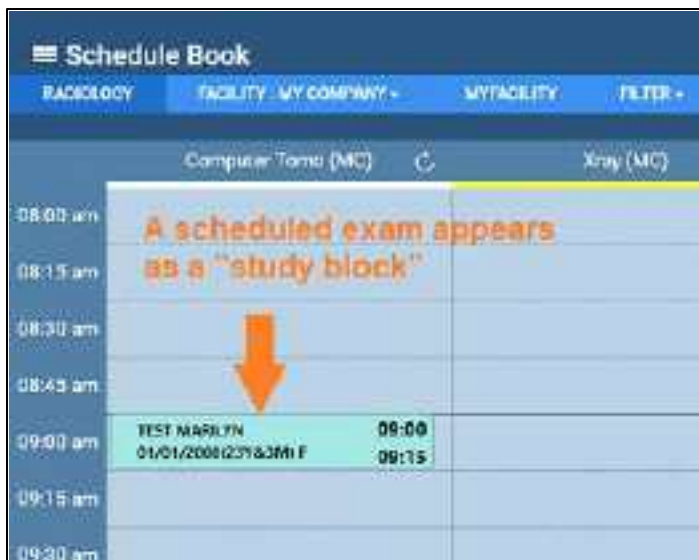 Schedule Book
RADIOLOGY FACILITY : MY COMPANY MYFACILITY FILTER
Computer Tomo (MC) Xray (MC)
08:00 am
A scheduled exam appears
08:15 am
as a "study block"
08:30 am
08:45 am
TEST MARILYN 09:00
09:00 am
09:15
09:15 am
09:30 am